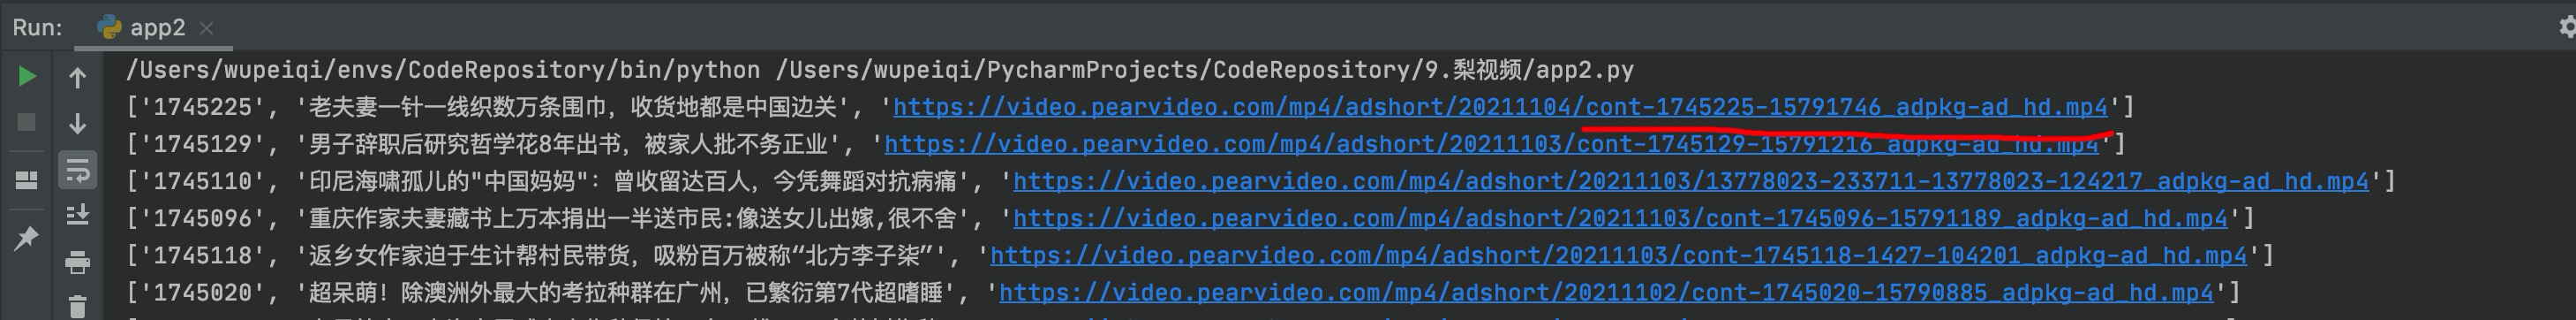 Run: app2
/Users/wupeiqi/envs/CodeRepository/bin/python /Users/wupeiqi/PycharmProjects/CodeRepository/9.梨视频/app2.py
['1745225', '老夫妻一针一线织数万条围巾，收货地都是中国边关', 'https://video.pearvideo.com/mp4/adshort/20211104/cont-1745225-15791746_adpkg-ad_hd.mp4']
['1745129', '男子辞职后研究哲学花8年出书，被家人批不务正业', 'https://video.pearvideo.com/mp4/adshort/20211103/cont-1745129-15791216_adpkg-ad_hd.mp4']
['1745110', '印尼海啸孤儿的"中国妈妈"：曾收留达百人，今凭舞蹈对抗病痛', 'https://video.pearvideo.com/mp4/adshort/20211103/13778023-233711-13778023-124217_adpkg-ad_hd.mp4']
['1745096', '重庆作家夫妻藏书上万本捐出一半送市民:像送女儿出嫁,很不舍', 'https://video.pearvideo.com/mp4/adshort/20211103/cont-1745096-15791189_adpkg-ad_hd.mp4']
['1745118', '返乡女作家迫于生计帮村民带货，吸粉百万被称“北方李子柒”', 'https://video.pearvideo.com/mp4/adshort/20211103/cont-1745118-1427-104201_adpkg-ad_hd.mp4']
['1745020', '超呆萌！除澳洲外最大的考拉种群在广州，已繁衍第7代超嗜睡', 'https://video.pearvideo.com/mp4/adshort/20211102/cont-1745020-15790885_adpkg-ad_hd.mp4']